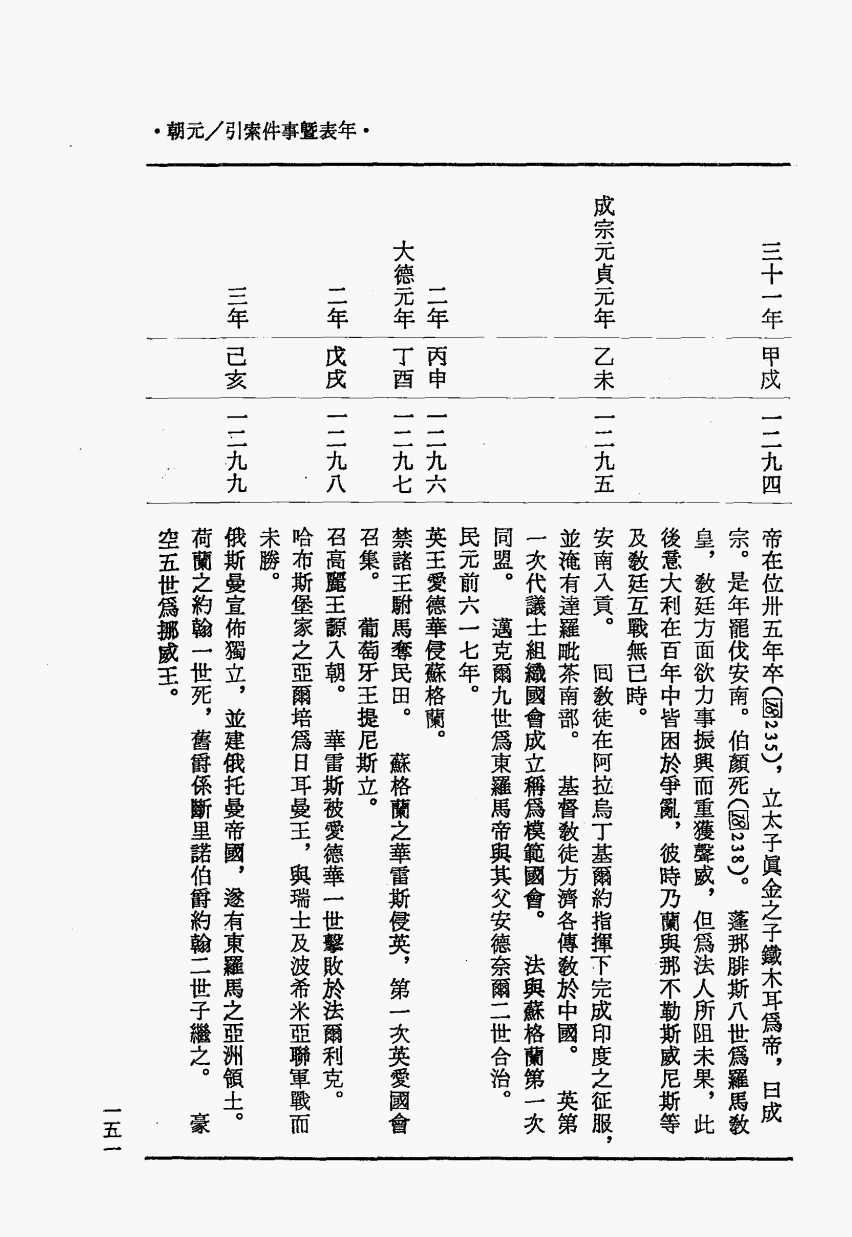 ·朝元／引索件事暨表年·
三十一年 甲戌 一二九四 帝在位卅五年卒(235)，立太子眞金之子鐵木耳爲帝，曰成
宗。是年罷伐安南。伯顏死(238)。 蓬那腓斯八世爲羅馬敎
皇，敎廷方面欲力事振興而重獲聲威，但爲法人所阻未果，此
後意大利在百年中皆困於爭亂，彼時乃蘭與那不勒斯威尼斯等
及敎廷互戰無已時。
成宗元貞元年 乙未 一二九五 安南入貢。 回敎徒在阿拉烏丁基爾約指揮下完成印度之征服，
並淹有達羅毗茶南部。 基督敎徒方濟各傳敎於中國。 英第
一次代議士組織國會成立稱爲模範國會。 法與蘇格蘭第一次
同盟。 邁克爾九世爲東羅馬帝與其父安德奈爾二世合治。
民元前六一七年。
二年 丙申 一二九六 英王愛德華侵蘇格蘭。
大德元年 丁酉 一二九七 禁諸王駙馬奪民田。 蘇格蘭之華雷斯侵英，第一次英愛國會
召集。 葡萄牙王提尼斯立。
二年 戊戌 一二九八 召高麗王謜入朝。 華雷斯被愛德華一世擊敗於法爾利克。
哈布斯堡家之亞爾培爲日耳曼王，與瑞士及波希米亞聯軍戰而
未勝。
三年 己亥 一二九九 俄斯曼宣佈獨立，並建俄托曼帝國，遂有東羅馬之亞洲領土。
荷蘭之約翰一世死，舊爵係斷里諾伯爵約翰二世子繼之。 豪
空五世爲挪威王。
一五一